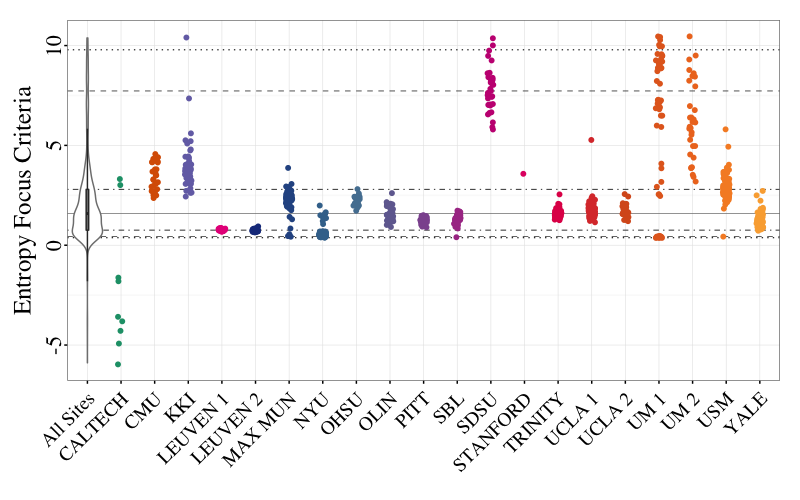 Entropy Focus Criteria
10
5
0
-5
All Sites
CALTECH
CMU
KKI
LEUVEN 1
LEUVEN 2
MAX MUN
NYU
OHSU
OLIN
PITT
SBL
SDSU
STANFORD
TRINITY
UCLA 1
UCLA 2
UM 1
UM 2
USM
YALE